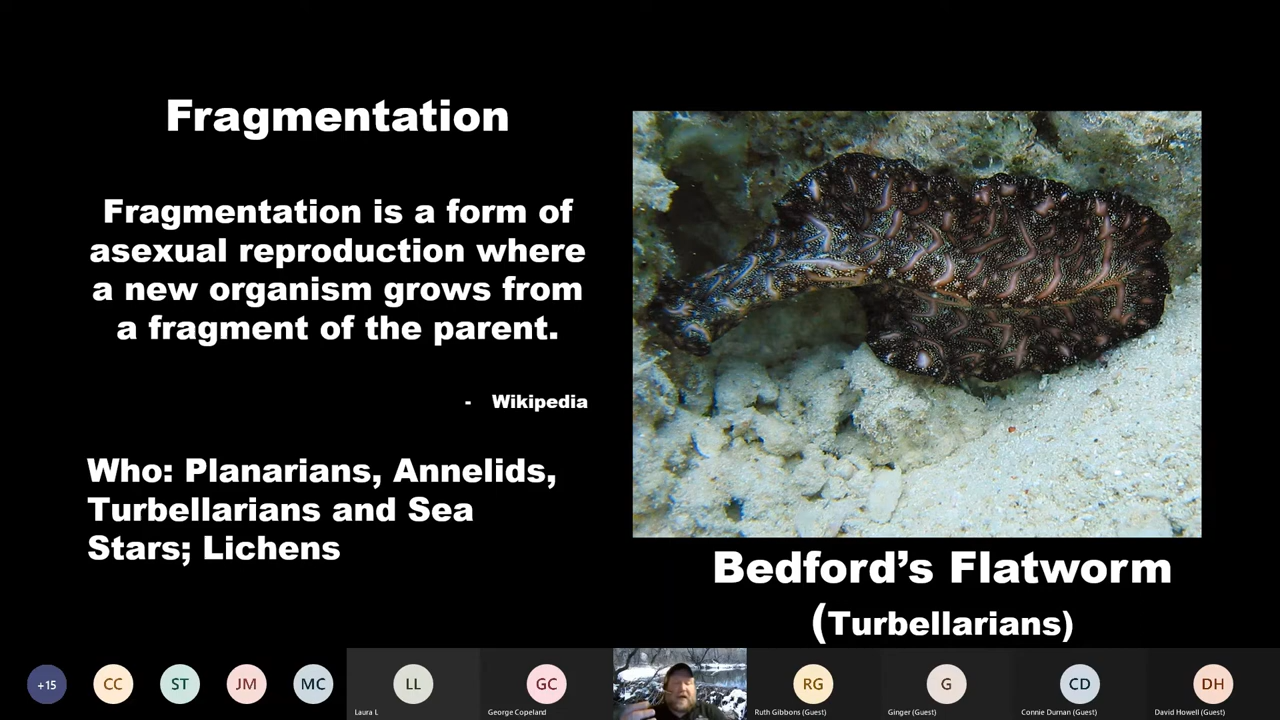 Fragmentation
Fragmentation is a form of
asexual reproduction where
a new organism grows from
a fragment of the parent.
- Wikipedia
Who: Planarians, Annelids,
Turbellarians and Sea
Stars; Lichens
Bedford’s Flatworm
(Turbellarians)
+15
CC
ST
JM
MC
LL
Laura L
GC
George Copeland
RG
Ruth Gibbons (Guest)
G
Ginger (Guest)
CD
Connie Durnan (Guest)
DH
David Howell (Guest)